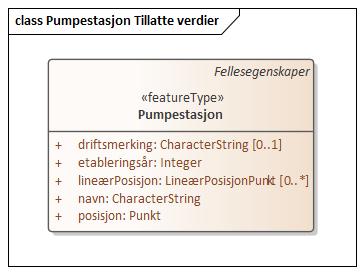 class Pumpestasjon Tillatte verdier
Fellesegenskaper
«featureType»
Pumpestasjon
+ driftsmerking: CharacterString [0..1]
+ etableringsår: Integer
+ lineærPosisjon: LineærPosisjonPunkt [0..*]
+ navn: CharacterString
+ posisjon: Punkt